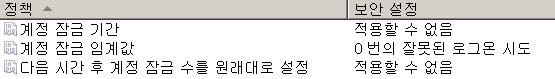 정책 보안 설정
계정 잠금 기간 적용할 수 없음
계정 잠금 임계값 0 번의 잘못된 로그온 시도
다음 시간 후 계정 잠금 수를 원래대로 설정 적용할 수 없음